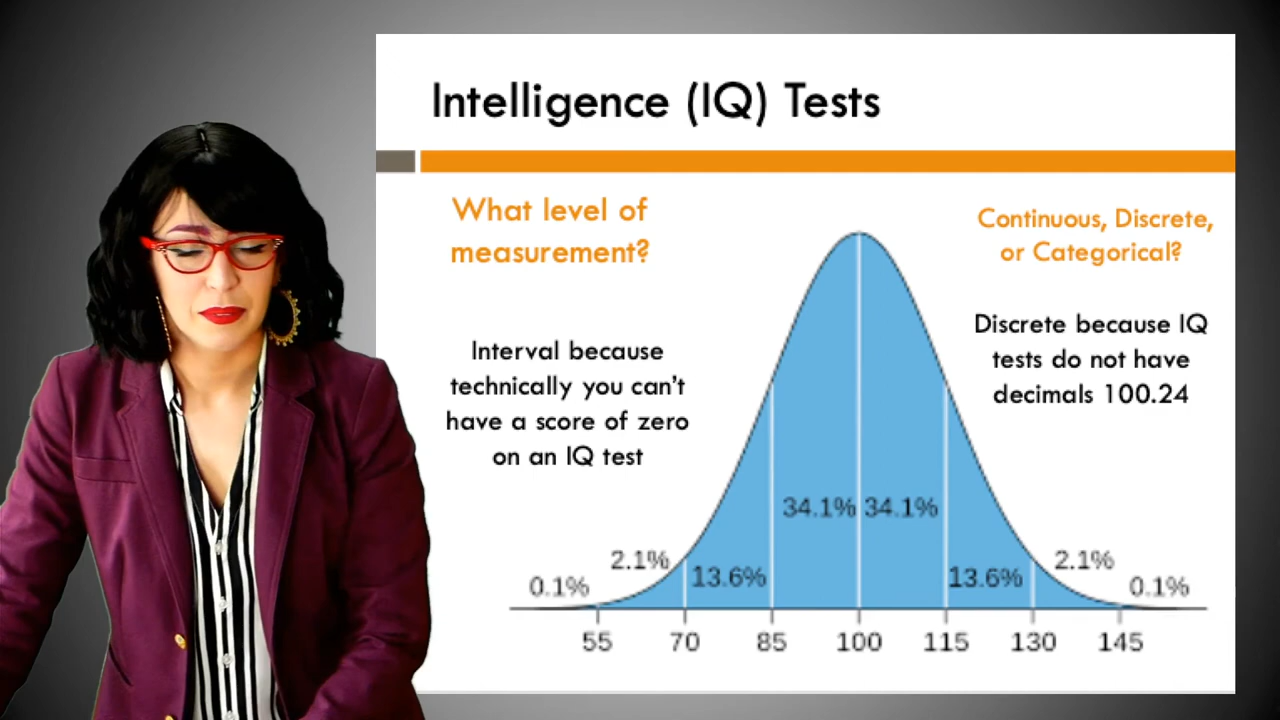 Intelligence (IQ) Tests
What level of
measurement?
Interval because
technically you can't
have a score of zero
on an IQ test
Continuous, Discrete,
or Categorical?
Discrete because IQ
tests do not have
decimals 100.24
34.1% 34.1%
2.1% 2.1%
0.1% 13.6% 13.6% 0.1%
55 70 85 100 115 130 145